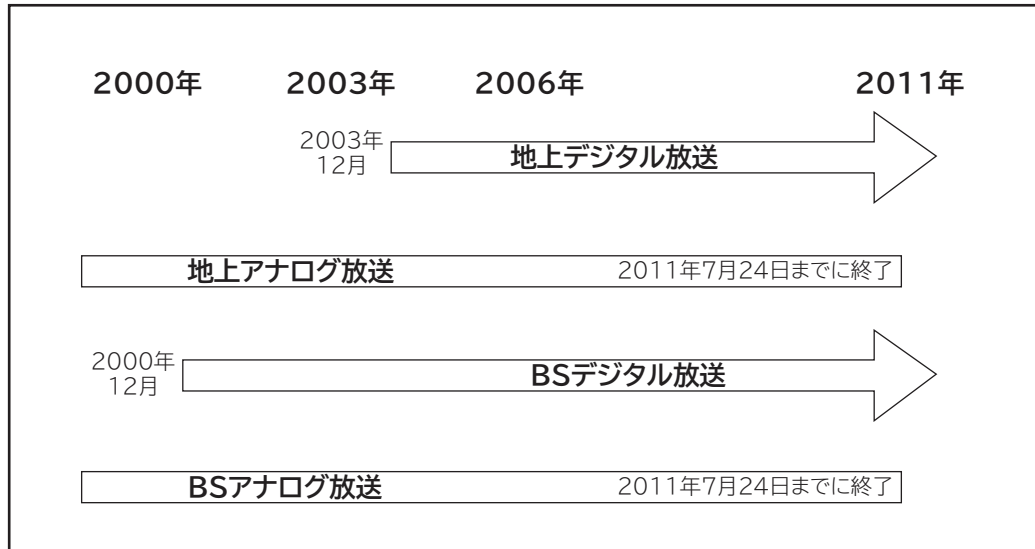 2000年 2003年 2006年 2011年
2003年
12月
地上デジタル放送
地上アナログ放送 2011年7月24日までに終了
2000年
12月
BSデジタル放送
BSアナログ放送 2011年7月24日までに終了